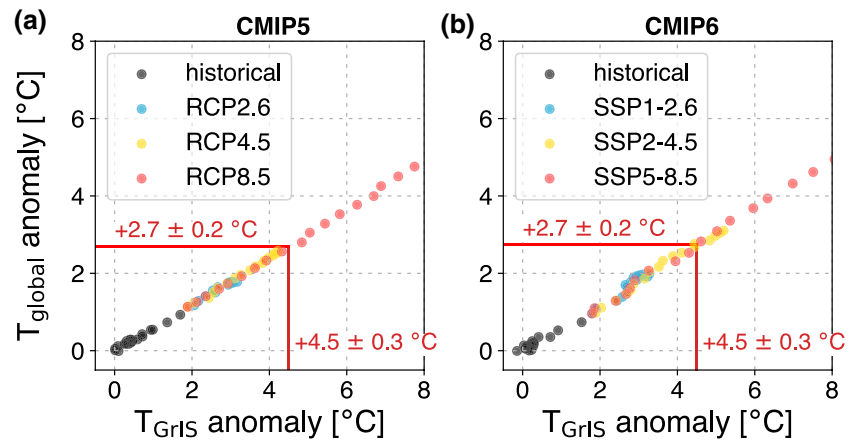 (a)
CMIP5
8
6
4
2
0
T_global anomaly [°C]
historical
RCP2.6
RCP4.5
RCP8.5
+2.7 ± 0.2 °C
+4.5 ± 0.3 °C
0 2 4 6 8
T_GrIS anomaly [°C]
(b)
CMIP6
8
6
4
2
0
historical
SSP1-2.6
SSP2-4.5
SSP5-8.5
+2.7 ± 0.2 °C
+4.5 ± 0.3 °C
0 2 4 6 8
T_GrIS anomaly [°C]